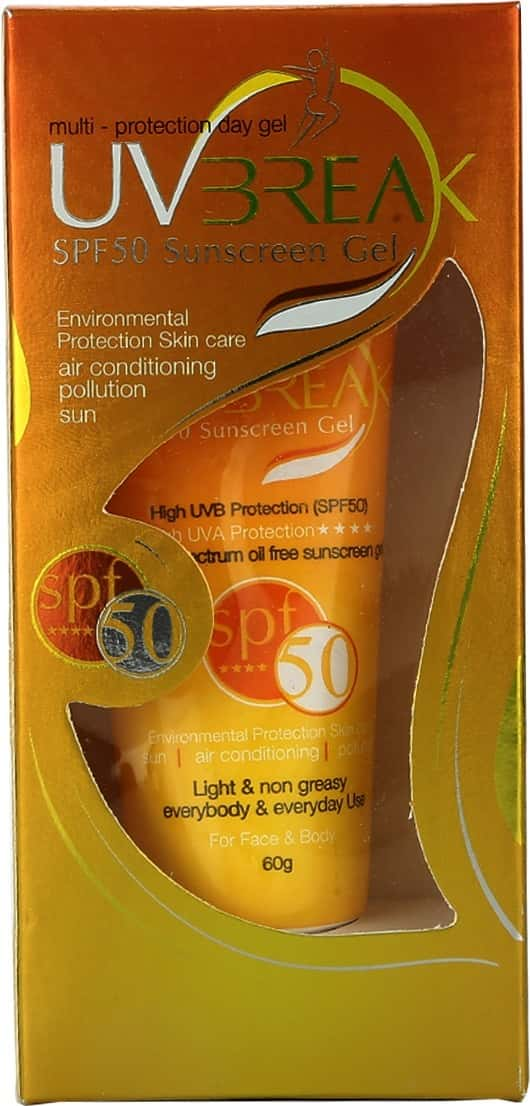 multi - protection day gel
UVBREAK
SPF50 Sunscreen Gel
Environmental
Protection Skin care
air conditioning
pollution
sun
BREAK
Sunscreen Gel
High UVB Protection (SPF50)
UVA Protection ★★★★
oil free sunscreen
spf
★★★★ 50
spf
★★★★ 50
Environmental Protection Skin
sun | air conditioning |
Light & non greasy
everybody & everyday Use
For Face & Body
60g